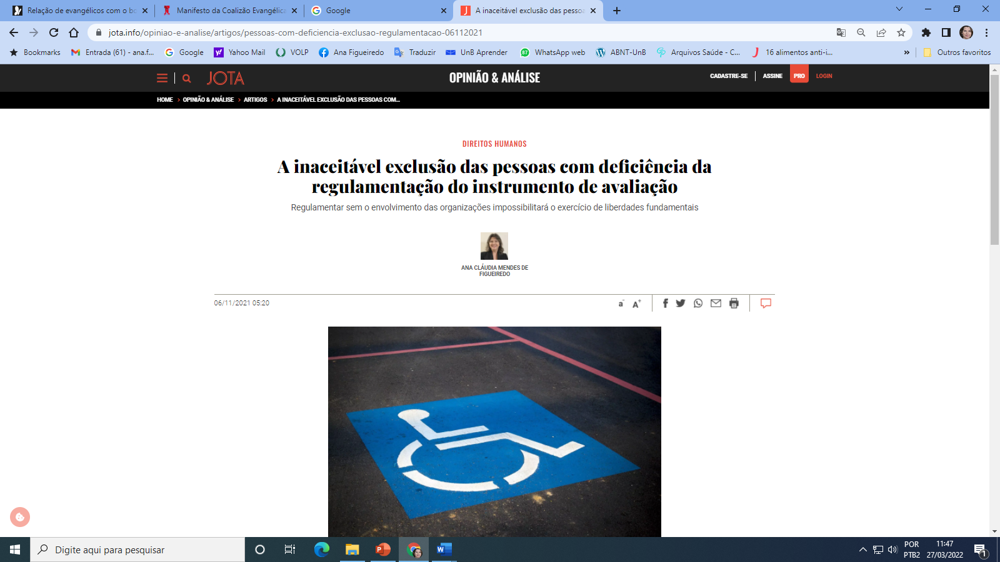 Relação de evangélicos com o bo
Manifesto da Coalizão Evangélica
Google
A inaceitável exclusão das pessoa
jota.info/opiniao-e-analise/artigos/pessoas-com-deficiencia-exclusao-regulamentacao-06112021
Bookmarks
Entrada (61) - ana.f...
Google
Yahoo Mail
VOLP
Ana Figueiredo
Traduzir
UnB Aprender
WhatsApp web
ABNT-UnB
Arquivos Saúde - C...
16 alimentos anti-i...
»
Outros favoritos
JOTA
OPINIÃO & ANÁLISE
CADASTRE-SE
ASSINE
PRO
LOGIN
HOME > OPINIÃO & ANÁLISE > ARTIGOS > A INACEITÁVEL EXCLUSÃO DAS PESSOAS COM...
DIREITOS HUMANOS
A inaceitável exclusão das pessoas com deficiência da
regulamentação do instrumento de avaliação
Regulamentar sem o envolvimento das organizações impossibilitará o exercício de liberdades fundamentais
ANA CLÁUDIA MENDES DE
FIGUEIREDO
06/11/2021 05:20
a- A+
Digite aqui para pesquisar
POR
PTB2
11:47
27/03/2022
1